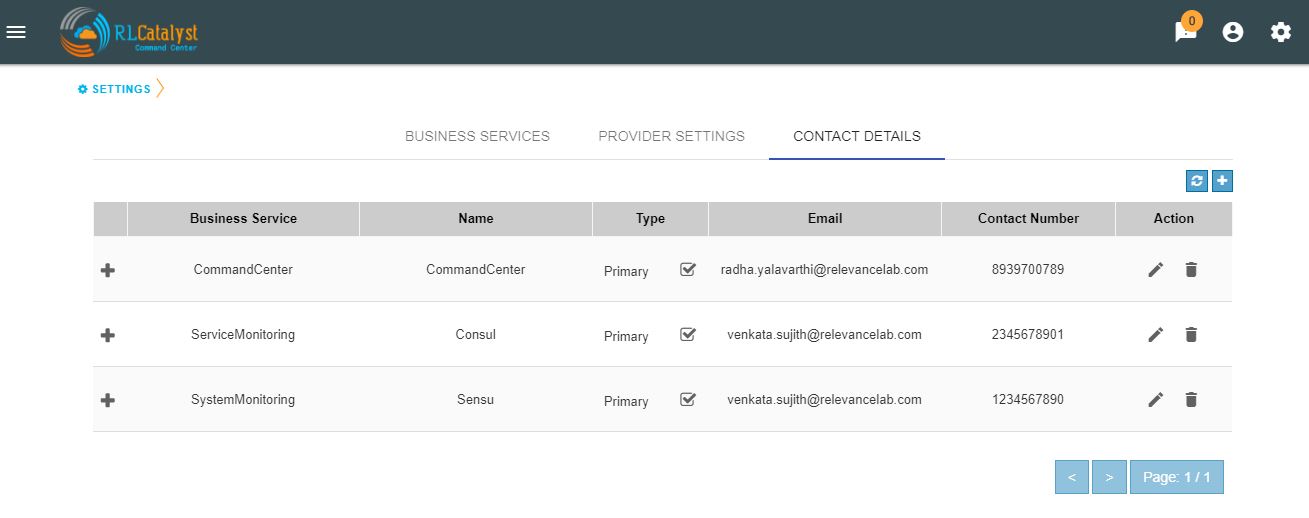 0
RLCatalyst
Command Center
SETTINGS
BUSINESS SERVICES PROVIDER SETTINGS CONTACT DETAILS
Business Service Name Type Email Contact Number Action
CommandCenter CommandCenter Primary radha.yalavarthi@relevancelab.com 8939700789
ServiceMonitoring Consul Primary venkata.sujith@relevancelab.com 2345678901
SystemMonitoring Sensu Primary venkata.sujith@relevancelab.com 1234567890
< > Page: 1 / 1